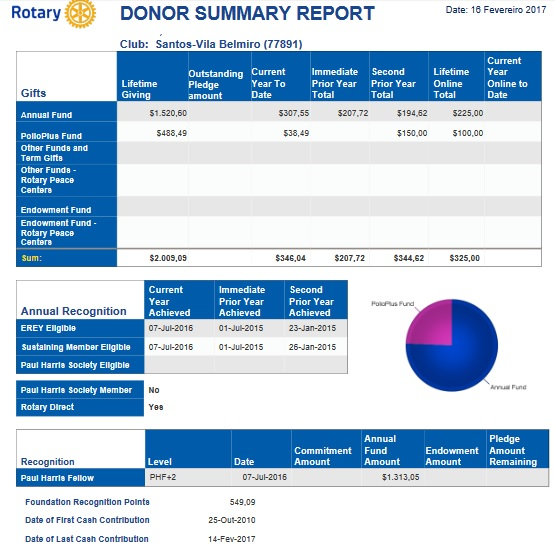 Rotary
DONOR SUMMARY REPORT
Date: 16 Fevereiro 2017
Club: Santos-Vila Belmiro (77891)
Gifts Lifetime Giving Outstanding Pledge amount Current Year To Date Immediate Prior Year Total Second Prior Year Total Lifetime Online Total Current Year Online to Date
Annual Fund $1.520,60 $307,55 $207,72 $194,62 $225,00
PolioPlus Fund $488,49 $38,49 $150,00 $100,00
Other Funds and
Term Gifts
Other Funds -
Rotary Peace
Centers
Endowment Fund
Endowment Fund -
Rotary Peace
Centers
Sum: $2.009,09 $346,04 $207,72 $344,62 $325,00
Annual Recognition Current Year Achieved Immediate Prior Year Achieved Second Prior Year Achieved
EREY Eligible 07-Jul-2016 01-Jul-2015 23-Jan-2015
Sustaining Member Eligible 07-Jul-2016 01-Jul-2015 26-Jan-2015
Paul Harris Society Eligible
Paul Harris Society Member No
Rotary Direct Yes
PolioPlus Fund
Annual Fund
Recognition Level Date Commitment Amount Annual Fund Amount Endowment Amount Pledge Amount Remaining
Paul Harris Fellow PHF+2 07-Jul-2016 $1.313,05
Foundation Recognition Points 549,09
Date of First Cash Contribution 25-Out-2010
Date of Last Cash Contribution 14-Fev-2017